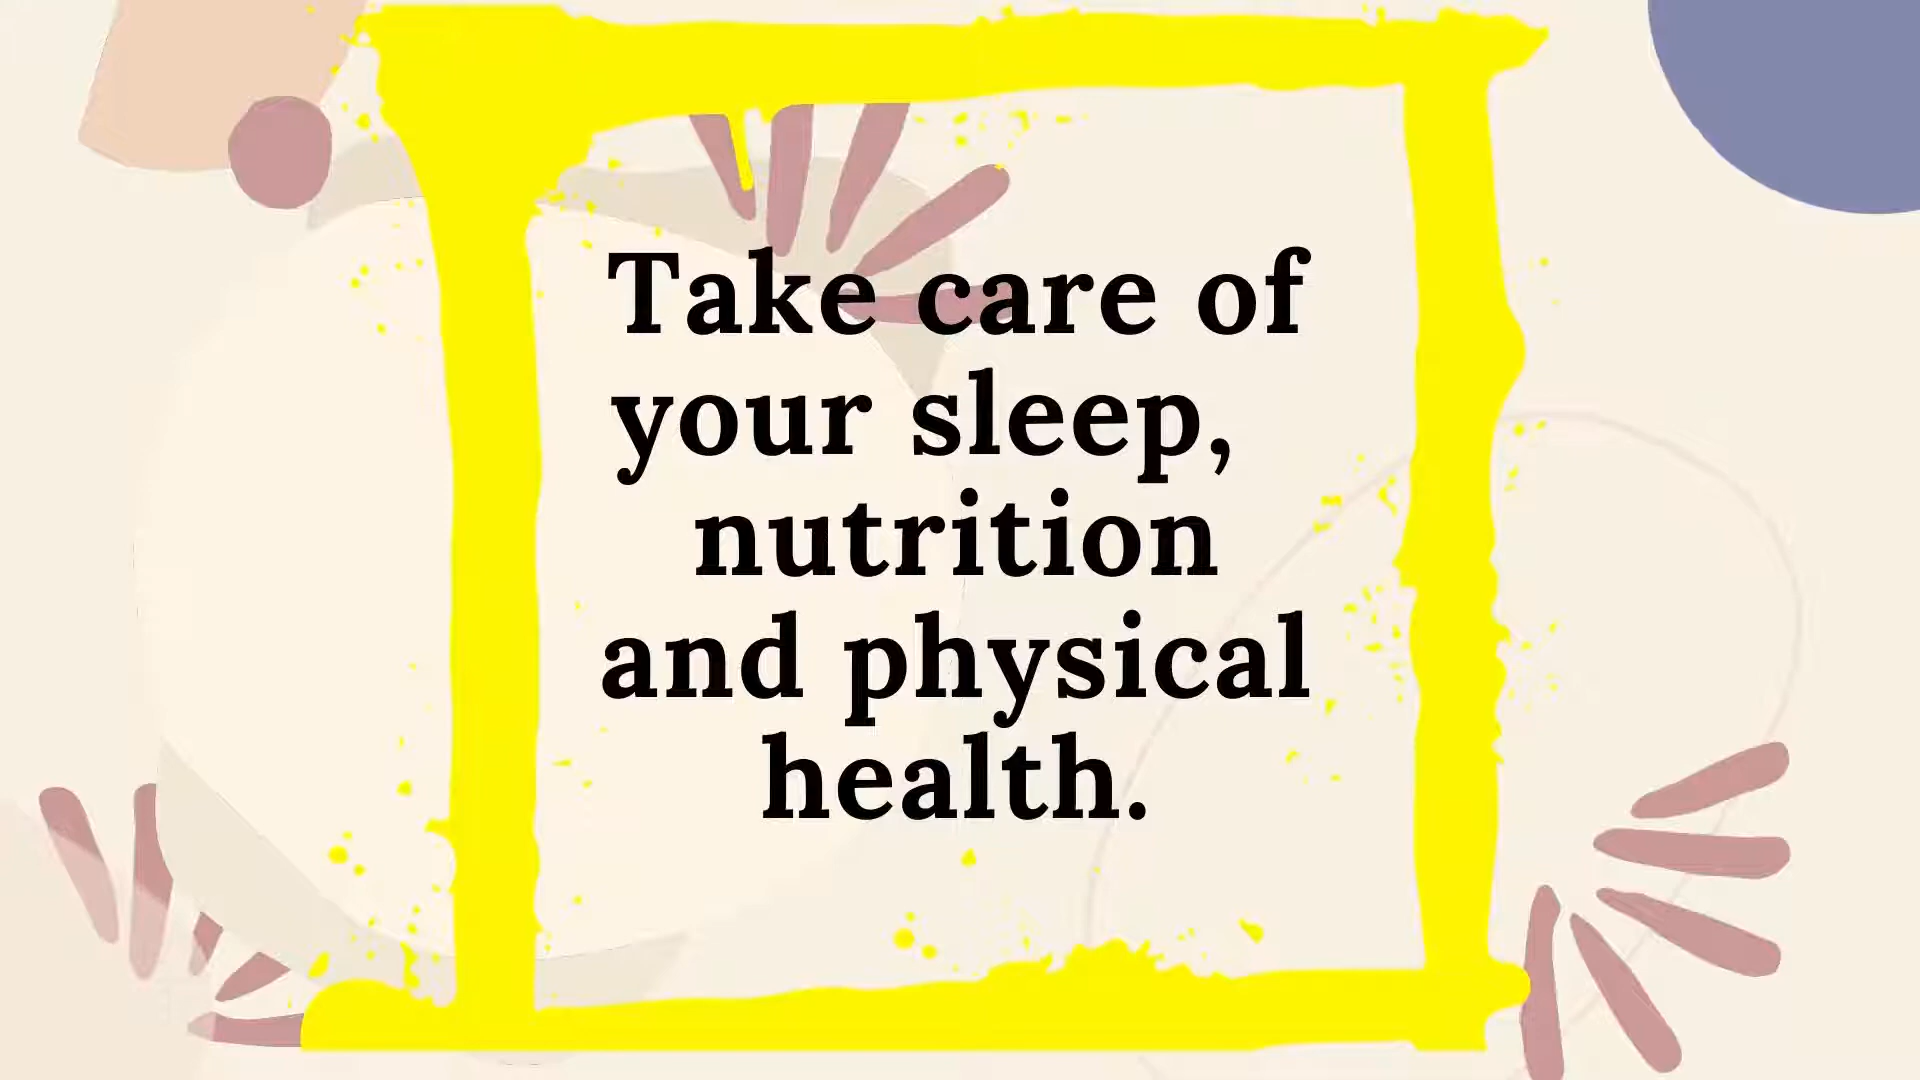 Take care of
your sleep,
nutrition
and physical
health.